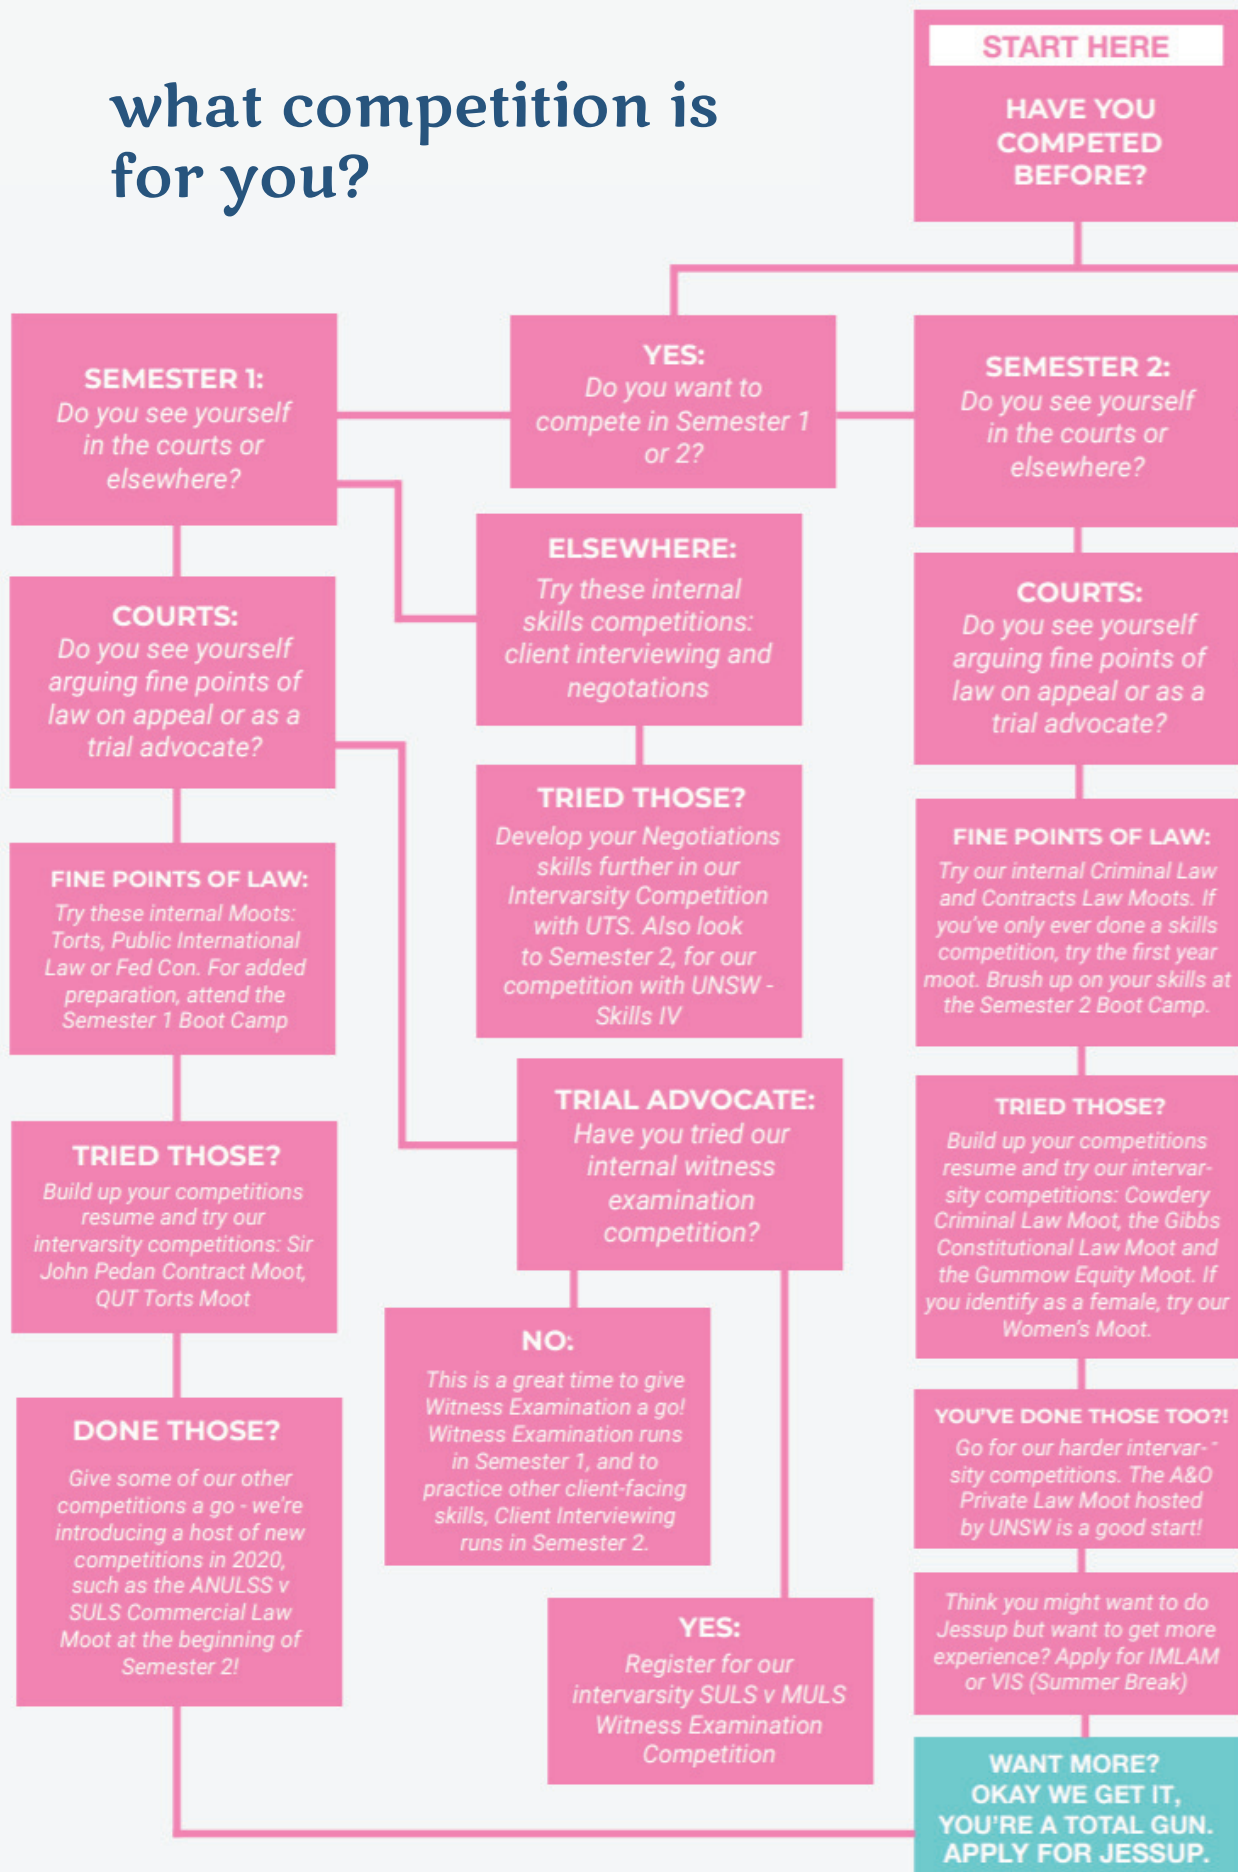 what competition is
for you?
START HERE
HAVE YOU
COMPETED
BEFORE?
YES:
Do you want to
compete in Semester 1
or 2?
SEMESTER 1:
Do you see yourself
in the courts or
elsewhere?
SEMESTER 2:
Do you see yourself
in the courts or
elsewhere?
ELSEWHERE:
Try these internal
skills competitions:
client interviewing and
negotations
COURTS:
Do you see yourself
arguing fine points of
law on appeal or as a
trial advocate?
COURTS:
Do you see yourself
arguing fine points of
law on appeal or as a
trial advocate?
TRIED THOSE?
Develop your Negotiations
skills further in our
Intervarsity Competition
with UTS. Also look
to Semester 2, for our
competition with UNSW -
Skills IV
FINE POINTS OF LAW:
Try these internal Moots:
Torts, Public International
Law or Fed Con. For added
preparation, attend the
Semester 1 Boot Camp
FINE POINTS OF LAW:
Try our internal Criminal Law
and Contracts Law Moots. If
you've only ever done a skills
competition, try the first year
moot. Brush up on your skills at
the Semester 2 Boot Camp.
TRIAL ADVOCATE:
Have you tried our
internal witness
examination
competition?
TRIED THOSE?
Build up your competitions
resume and try our
intervarsity competitions: Sir
John Pedan Contract Moot,
QUT Torts Moot
TRIED THOSE?
Build up your competitions
resume and try our intervar-
sity competitions: Cowdery
Criminal Law Moot, the Gibbs
Constitutional Law Moot and
the Gummow Equity Moot. If
you identify as a female, try our
Women's Moot.
NO:
This is a great time to give
Witness Examination a go!
Witness Examination runs
in Semester 1, and to
practice other client-facing
skills, Client Interviewing
runs in Semester 2.
DONE THOSE?
Give some of our other
competitions a go - we're
introducing a host of new
competitions in 2020,
such as the ANULSS v
SULS Commercial Law
Moot at the beginning of
Semester 2!
YOU'VE DONE THOSE TOO?!
Go for our harder intervar-
sity competitions. The A&O
Private Law Moot hosted
by UNSW is a good start!
YES:
Register for our
intervarsity SULS v MULS
Witness Examination
Competition
Think you might want to do
Jessup but want to get more
experience? Apply for IMLAM
or VIS (Summer Break)
WANT MORE?
OKAY WE GET IT,
YOU'RE A TOTAL GUN.
APPLY FOR JESSUP.